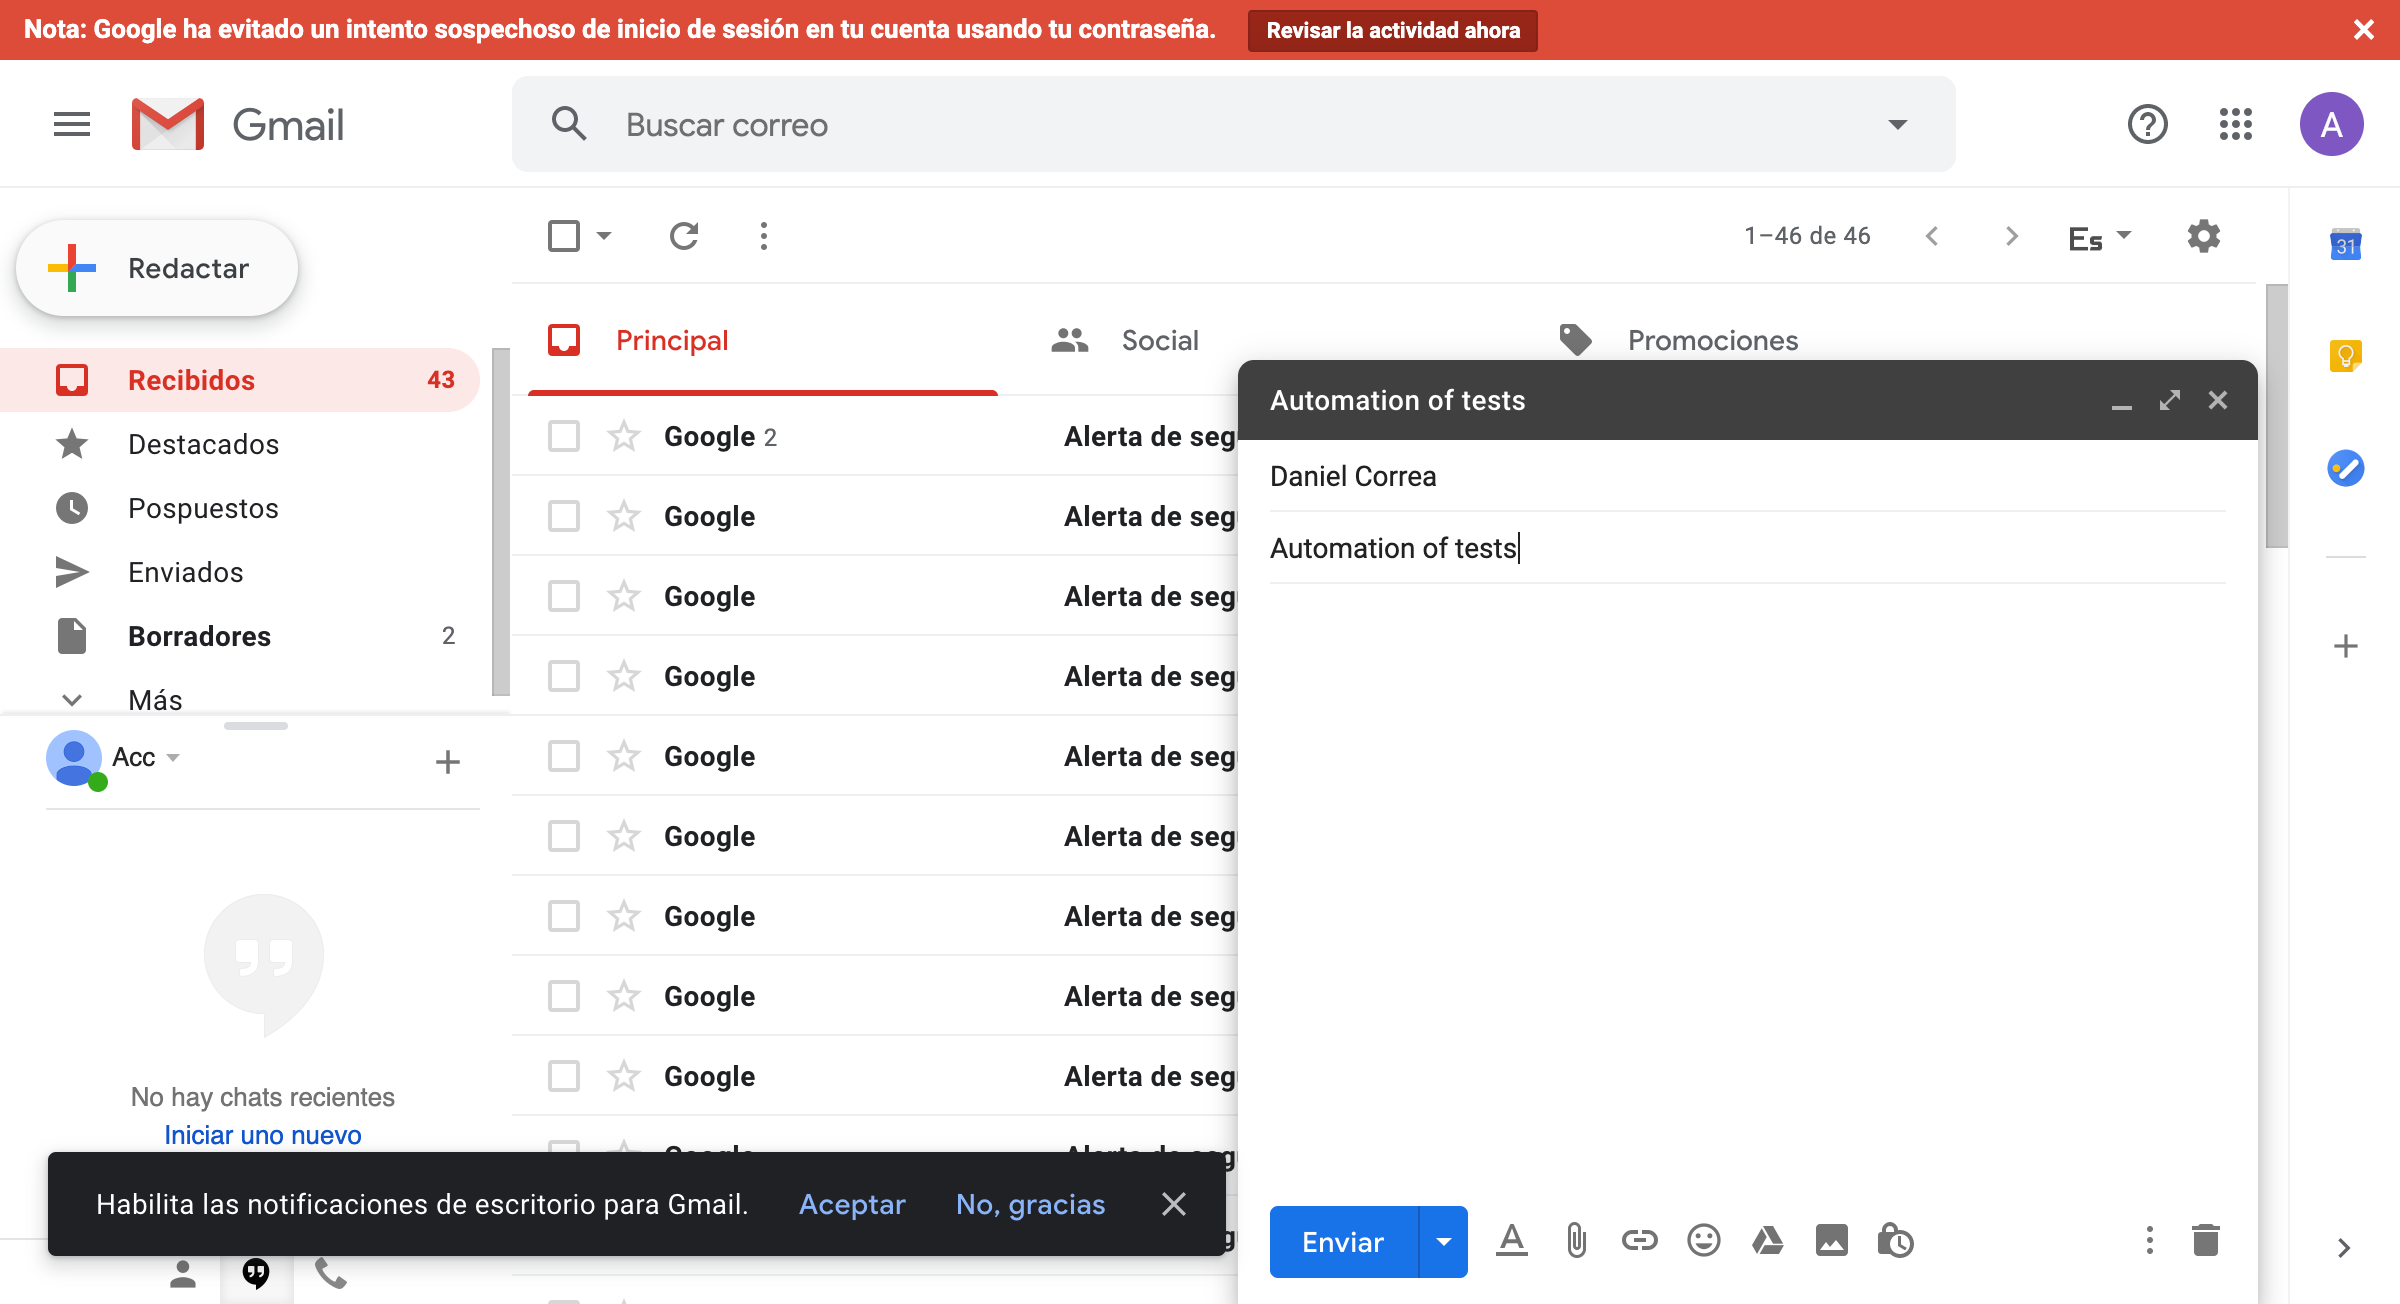 Nota: Google ha evitado un intento sospechoso de inicio de sesión en tu cuenta usando tu contraseña.
Revisar la actividad ahora
Gmail
Buscar correo
A
Redactar
1–46 de 46
Es
31
Principal
Social
Promociones
Recibidos 43
Destacados
Pospuestos
Enviados
Borradores 2
Más
Acc
No hay chats recientes
Iniciar uno nuevo
Google 2 Alerta de seg
Google Alerta de seg
Google Alerta de seg
Google Alerta de seg
Google Alerta de seg
Google Alerta de seg
Google Alerta de seg
Google Alerta de seg
Google Alerta de seg
Automation of tests
Daniel Correa
Automation of tests
Enviar
Habilita las notificaciones de escritorio para Gmail.
Aceptar
No, gracias